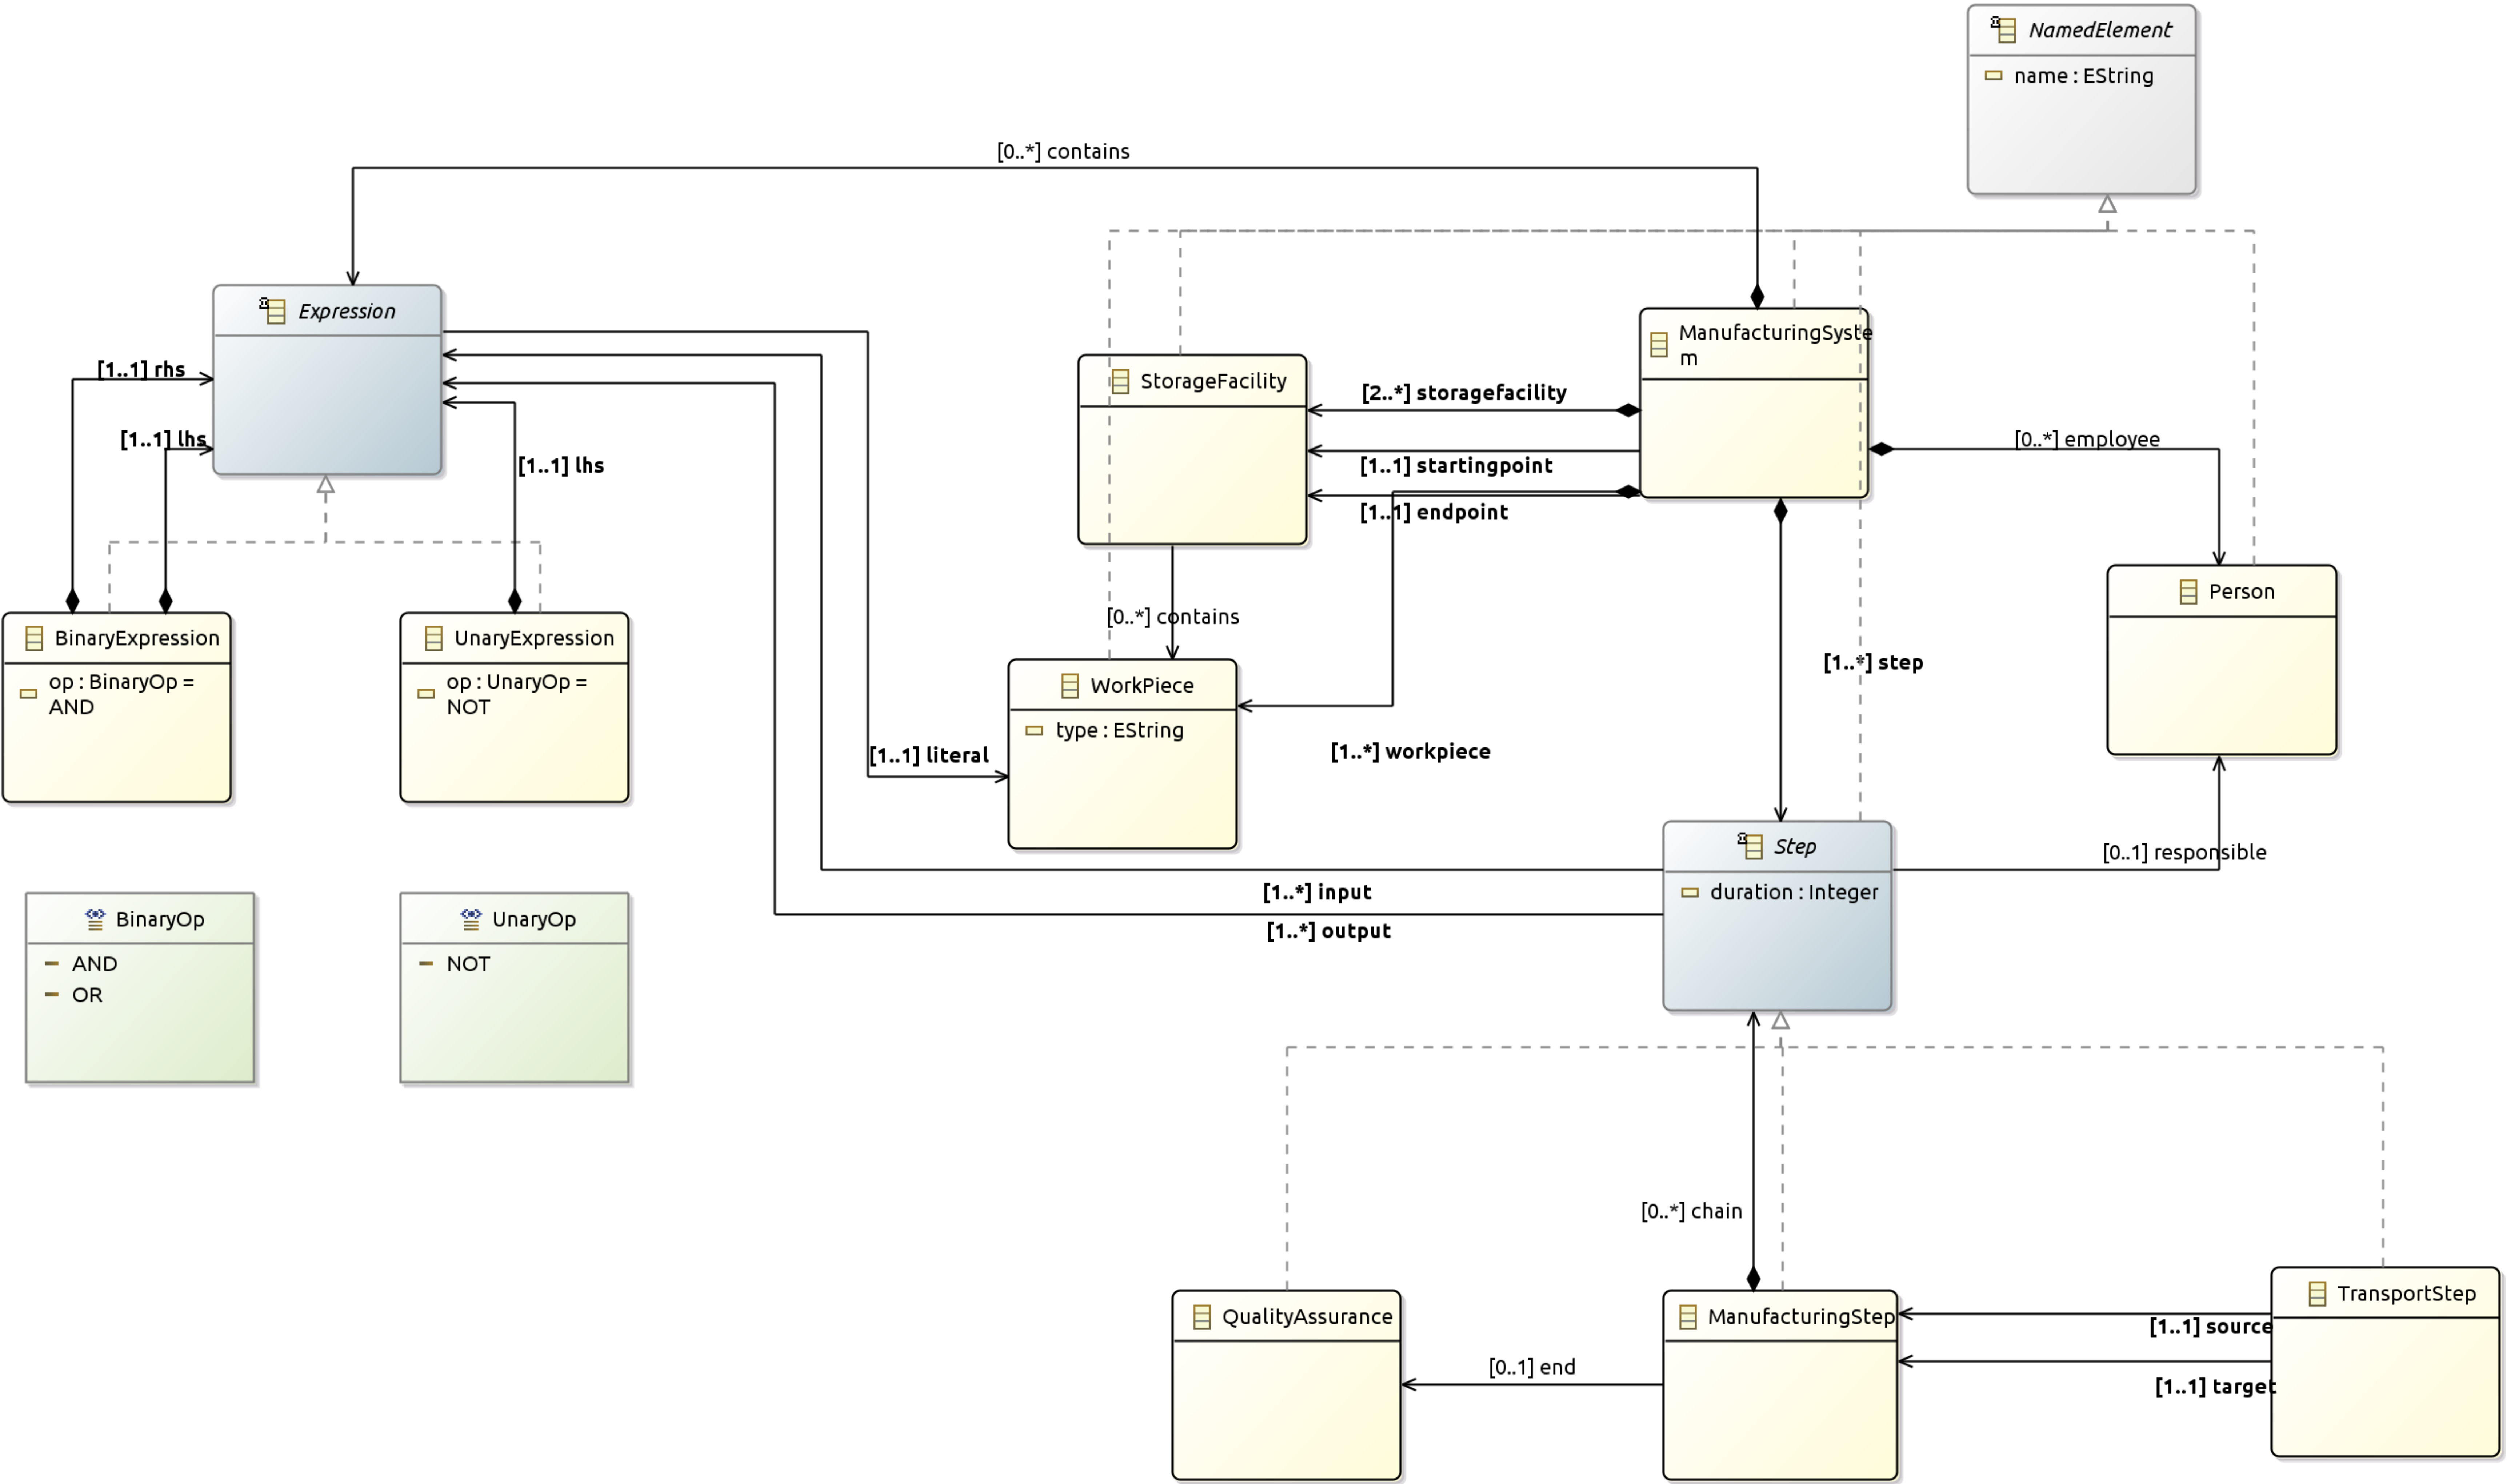 NamedElement
name : EString
[0..*] contains
Expression
ManufacturingSyste
m
StorageFacility
[1..1] rhs
[1..1] lhs
[1..1] lhs
[2..*] storagefacility
[1..1] startingpoint
[1..1] endpoint
[0..*] employee
Person
BinaryExpression
op : BinaryOp =
AND
UnaryExpression
op : UnaryOp =
NOT
[0..*] contains
WorkPiece
type : EString
[1..*] step
[1..1] literal
[1..*] workpiece
Step
duration : Integer
[0..1] responsible
[1..*] input
[1..*] output
BinaryOp
AND
OR
UnaryOp
NOT
[0..*] chain
QualityAssurance
ManufacturingStep
TransportStep
[1..1] source
[0..1] end
[1..1] target